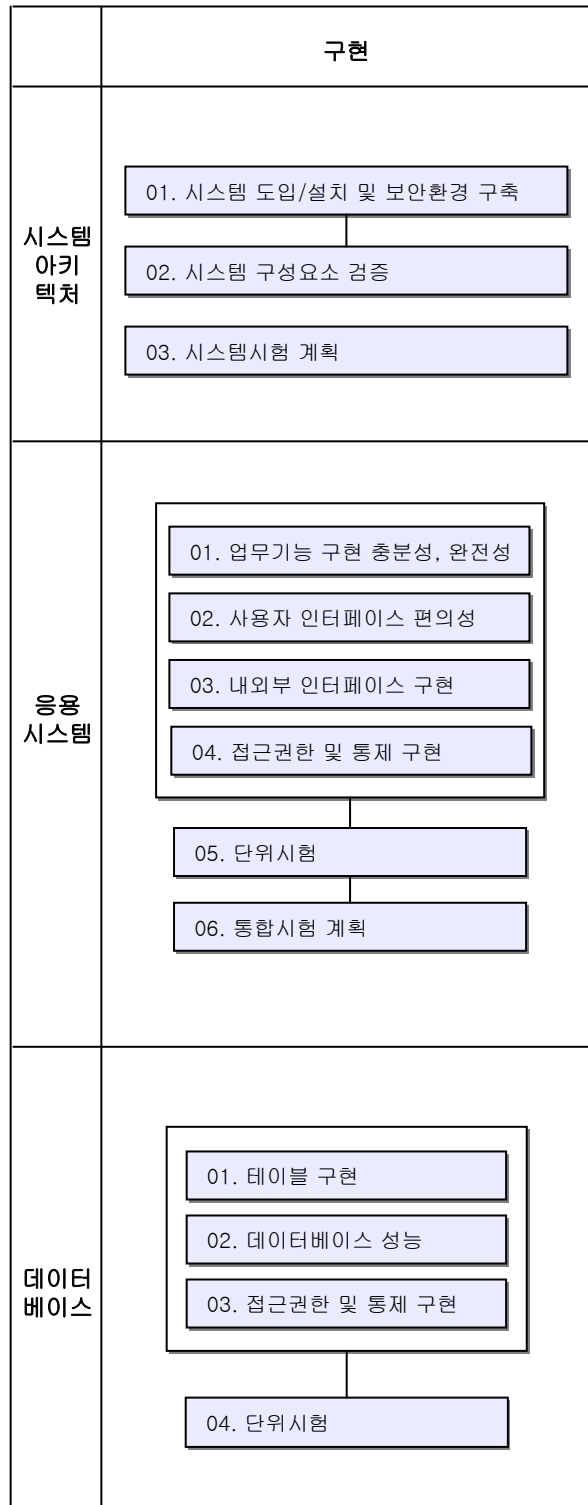 구현
시스템
아키
텍처
01. 시스템 도입/설치 및 보안환경 구축
02. 시스템 구성요소 검증
03. 시스템시험 계획
응용
시스템
01. 업무기능 구현 충분성, 완전성
02. 사용자 인터페이스 편의성
03. 내외부 인터페이스 구현
04. 접근권한 및 통제 구현
05. 단위시험
06. 통합시험 계획
데이터
베이스
01. 테이블 구현
02. 데이터베이스 성능
03. 접근권한 및 통제 구현
04. 단위시험